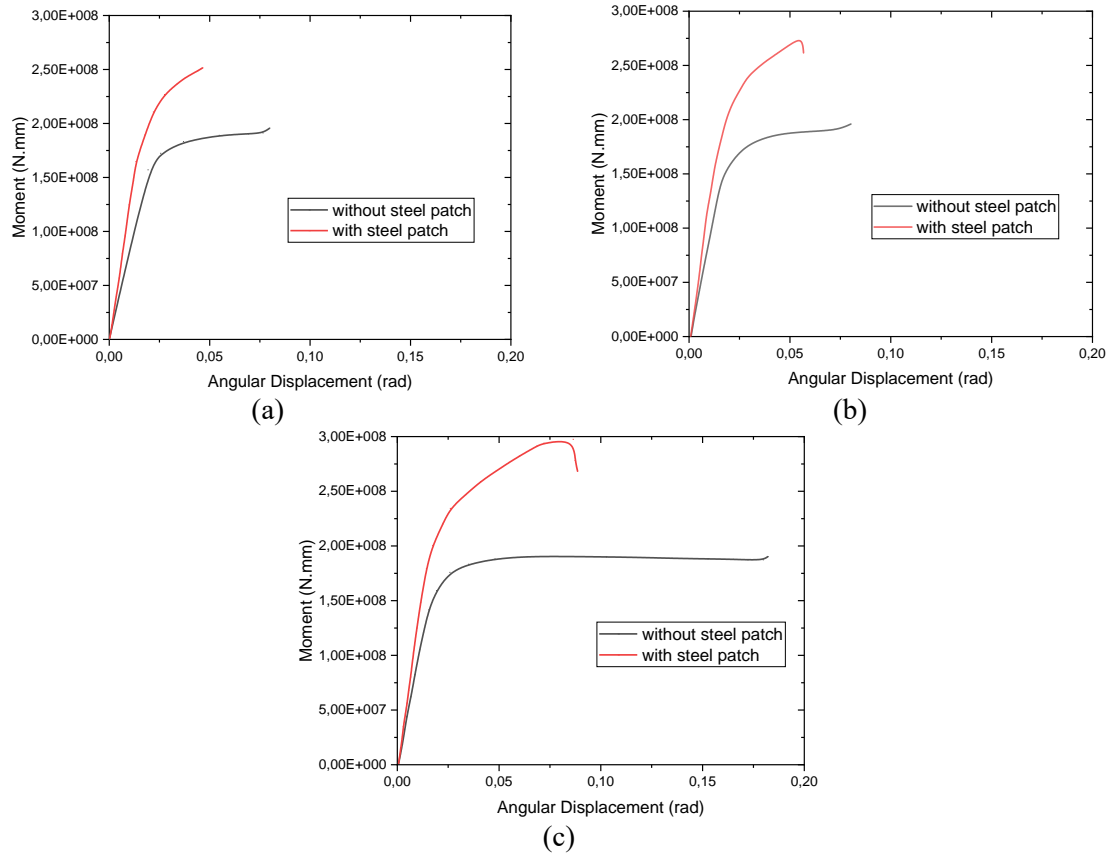 3,00E+008
2,50E+008
2,00E+008
1,50E+008
1,00E+008
5,00E+007
0,00E+000
Moment (N.mm)
without steel patch
with steel patch
0,00 0,05 0,10 0,15 0,20
Angular Displacement (rad)
(a)
3,00E+008
2,50E+008
2,00E+008
1,50E+008
1,00E+008
5,00E+007
0,00E+000
Moment (N.mm)
without steel patch
with steel patch
0,00 0,05 0,10 0,15 0,20
Angular Displacement (rad)
(b)
3,00E+008
2,50E+008
2,00E+008
1,50E+008
1,00E+008
5,00E+007
0,00E+000
Moment (N.mm)
without steel patch
with steel patch
0,00 0,05 0,10 0,15 0,20
Angular Displacement (rad)
(c)